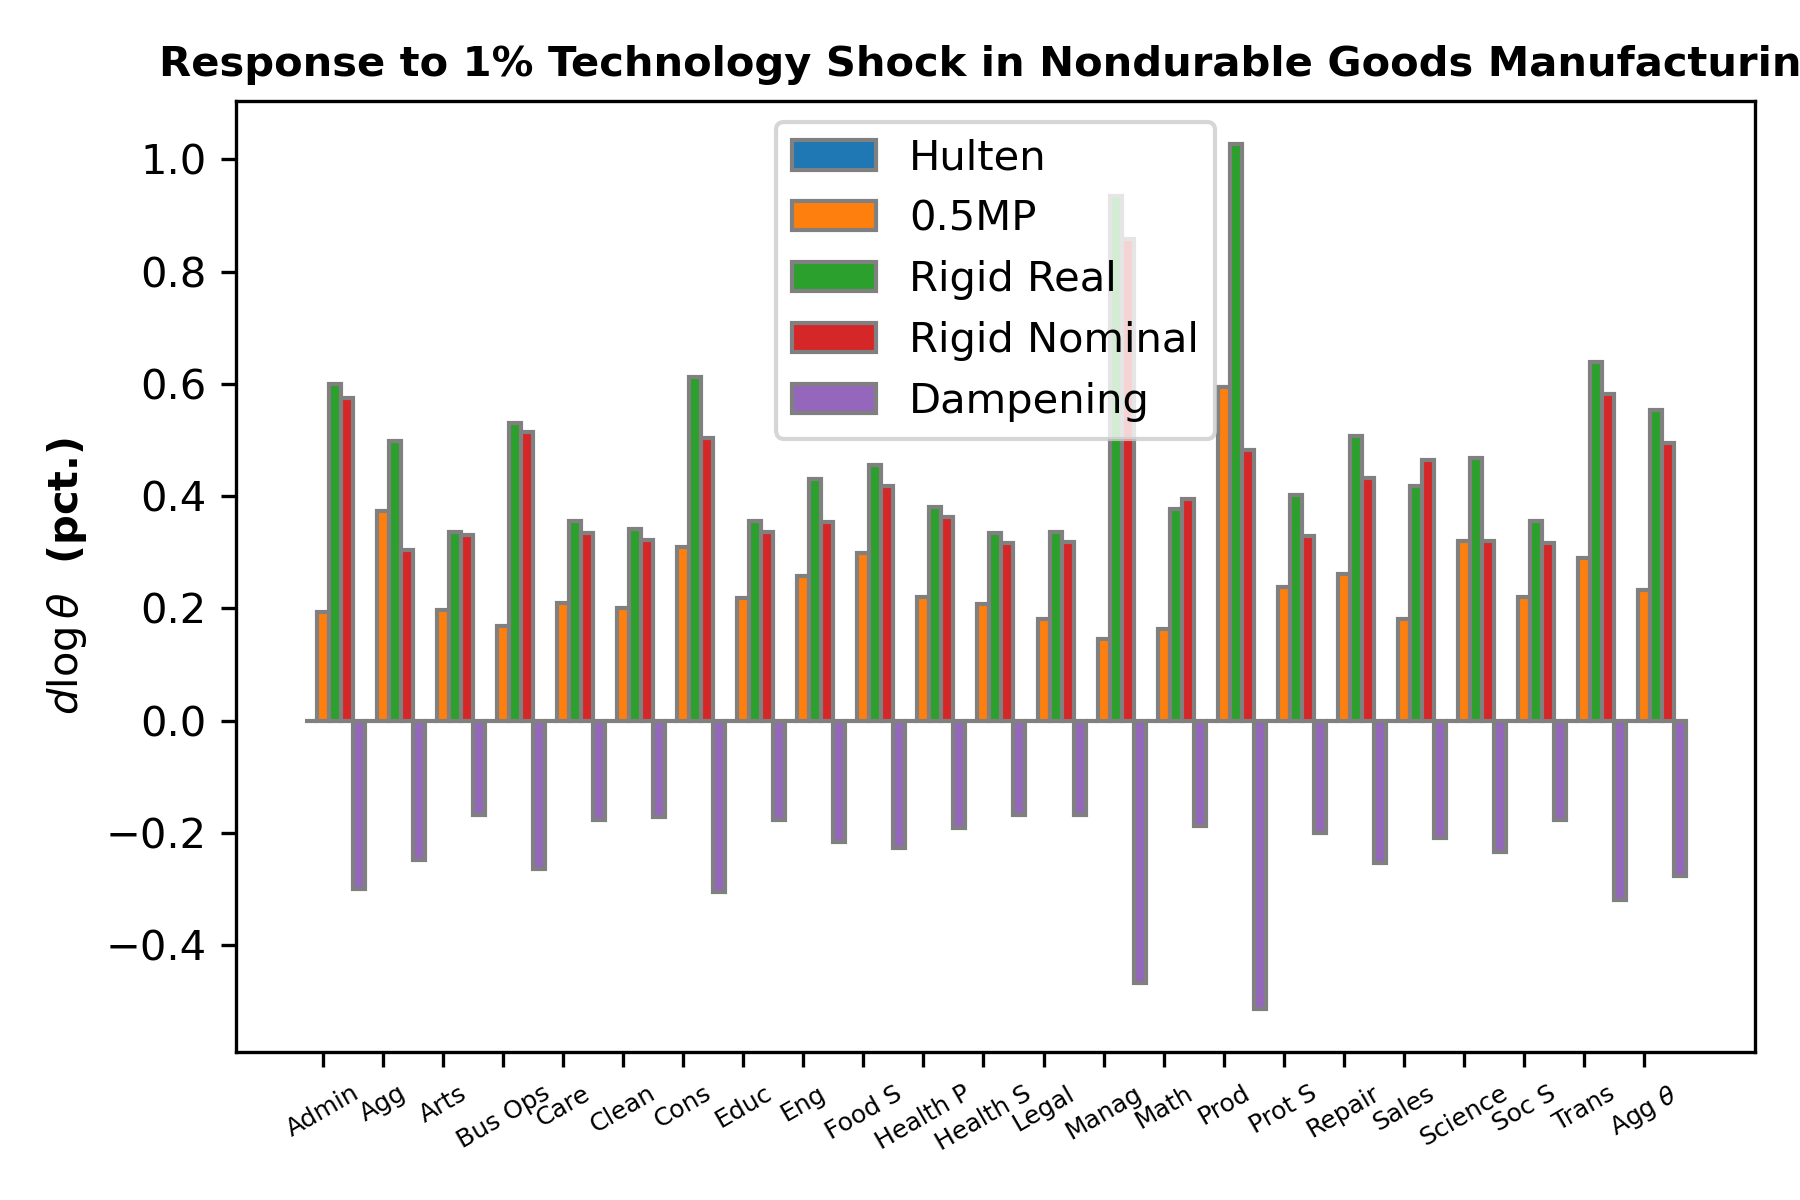 Response to 1% Technology Shock in Nondurable Goods Manufacturin
Hulten
0.5MP
Rigid Real
Rigid Nominal
Dampening
1.0
0.8
0.6
0.4
0.2
0.0
−0.2
−0.4
d log θ (pct.)
Admin
Agg
Arts
Bus Ops
Care
Clean
Cons
Educ
Eng
Food S
Health P
Health S
Legal
Manag
Math
Prod
Prot S
Repair
Sales
Science
Soc S
Trans
Agg θ